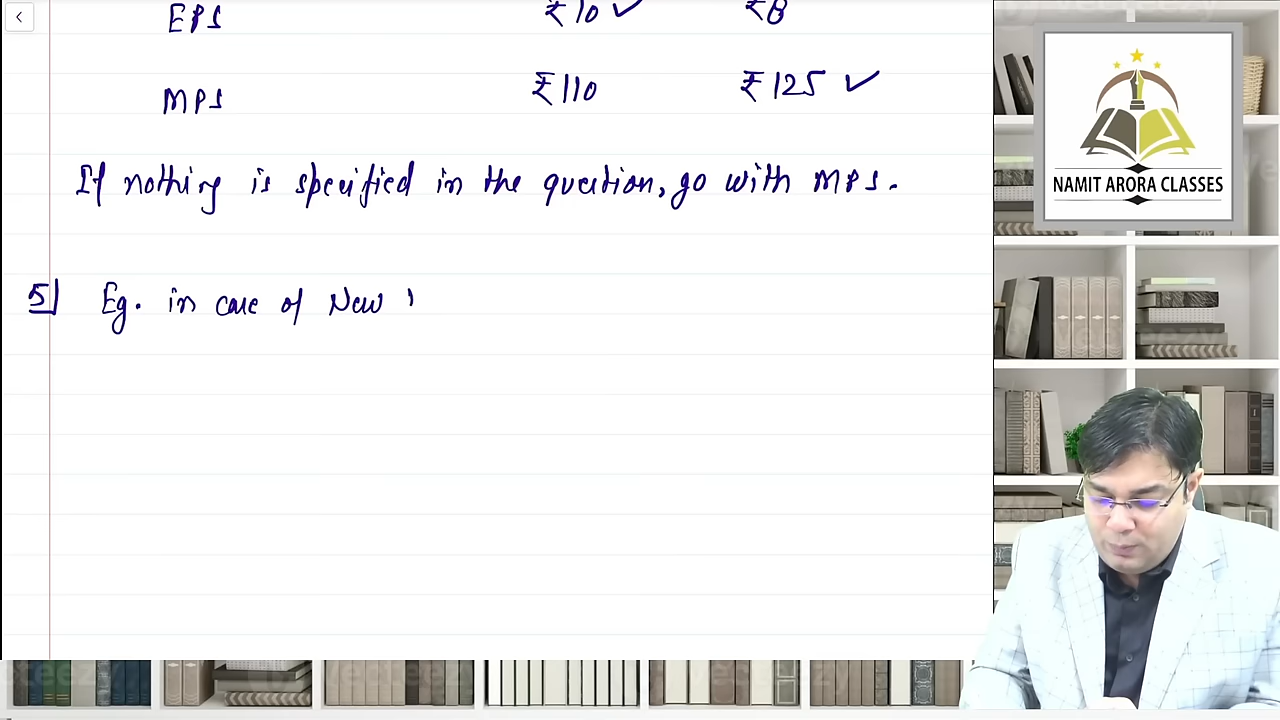 EPS ₹10 ✓ ₹8
MPS ₹110 ₹125 ✓
If nothing is specified in the question, go with MPS.
5] Eg. in case of New
NAMIT ARORA CLASSES